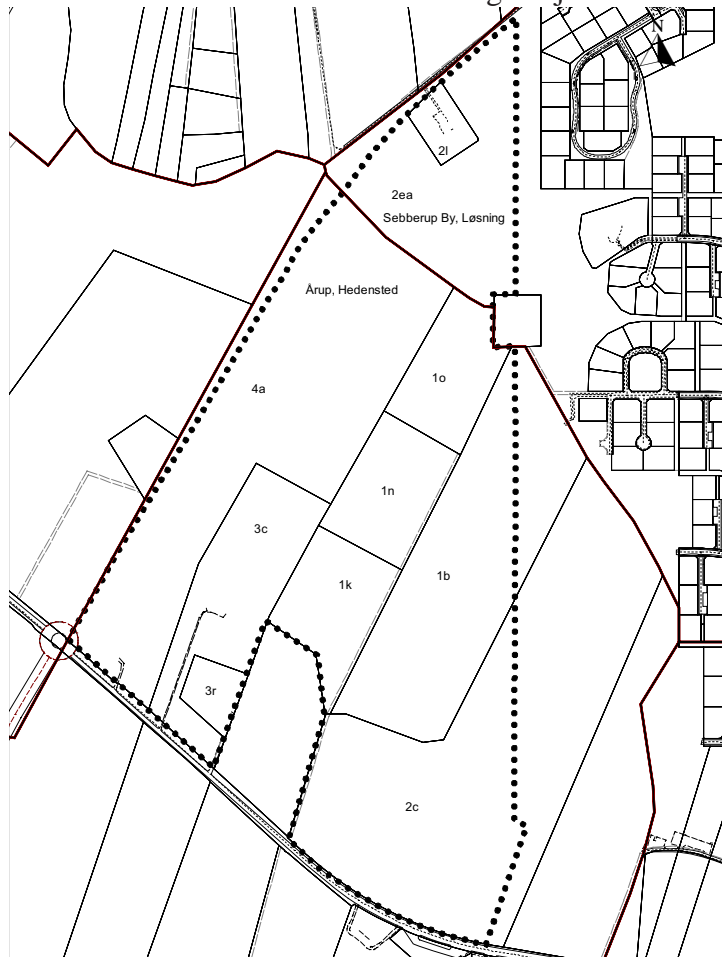 N
2l
2ea
Sebberup By, Løsning
Årup, Hedensted
1o
4a
1n
3c
1b
1k
3r
2c